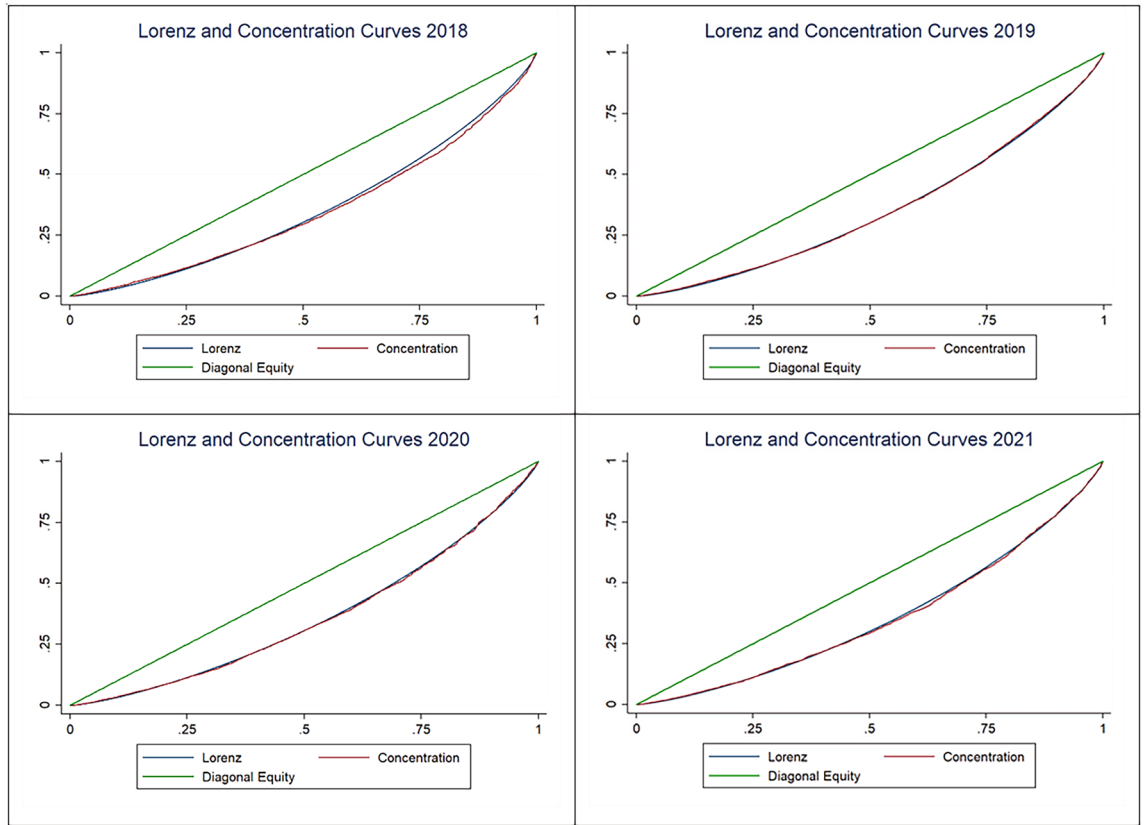 Lorenz and Concentration Curves 2018
1
.75
.5
.25
0
0 .25 .5 .75 1
Lorenz Concentration
Diagonal Equity
Lorenz and Concentration Curves 2019
1
.75
.5
.25
0
0 .25 .5 .75 1
Lorenz Concentration
Diagonal Equity
Lorenz and Concentration Curves 2020
1
.75
.5
.25
0
0 .25 .5 .75 1
Lorenz Concentration
Diagonal Equity
Lorenz and Concentration Curves 2021
1
.75
.5
.25
0
0 .25 .5 .75 1
Lorenz Concentration
Diagonal Equity